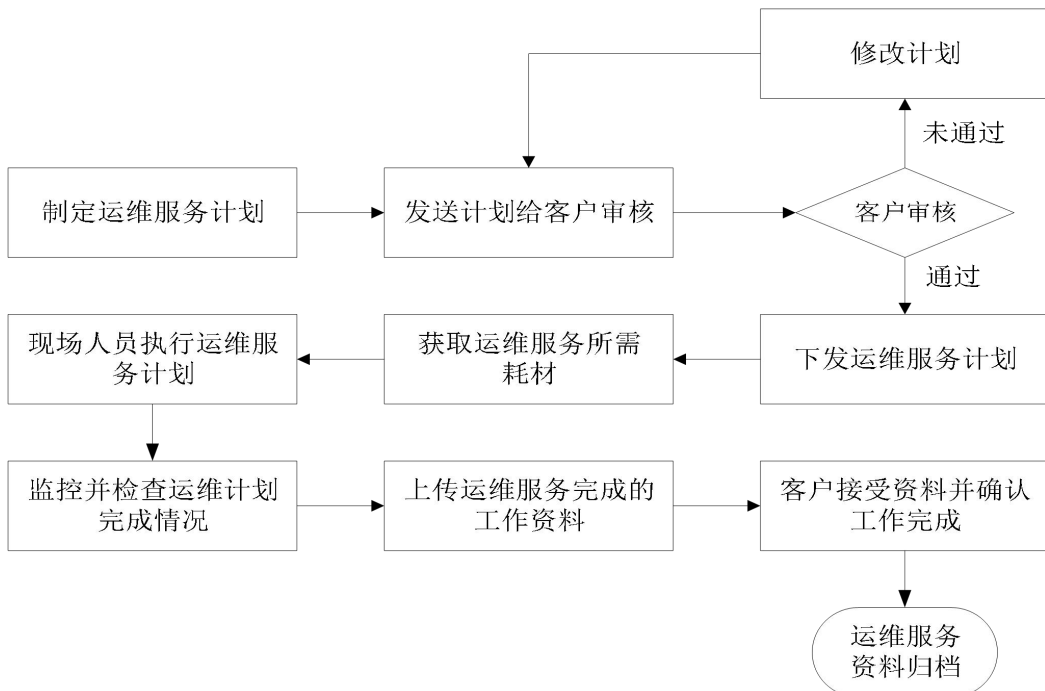 修改计划
未通过
制定运维服务计划
发送计划给客户审核
客户审核
通过
现场人员执行运维服
务计划
获取运维服务所需
耗材
下发运维服务计划
监控并检查运维计划
完成情况
上传运维服务完成的
工作资料
客户接受资料并确认
工作完成
运维服务
资料归档